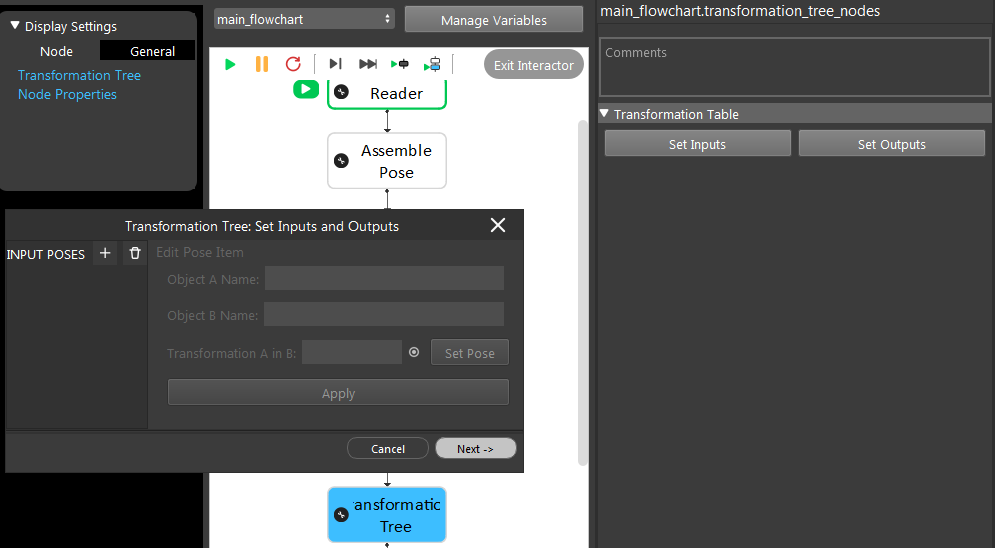 Display Settings
Node
General
Transformation Tree
Node Properties
main_flowchart
Manage Variables
Exit Interactor
Reader
Assemble
Pose
Transformation Tree: Set Inputs and Outputs
INPUT POSES
Edit Pose Item
Object A Name:
Object B Name:
Transformation A in B:
Set Pose
Apply
Cancel
Next ->
ansformatic
Tree
main_flowchart.transformation_tree_nodes
Comments
Transformation Table
Set Inputs
Set Outputs